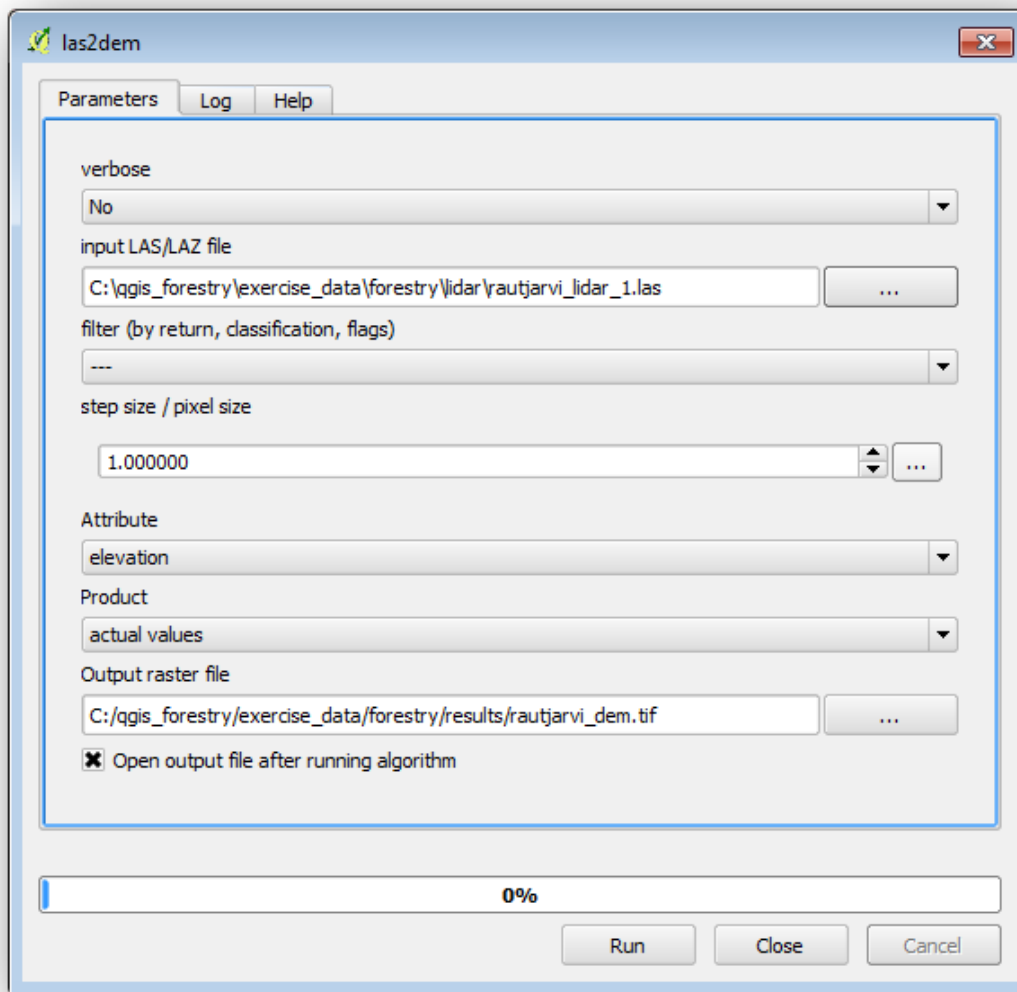 las2dem
Parameters Log Help
verbose
No
input LAS/LAZ file
C:\qgis_forestry\exercise_data\forestry\lidar\rautjarvi_lidar_1.las
...
filter (by return, classification, flags)
---
step size / pixel size
1.000000
...
Attribute
elevation
Product
actual values
Output raster file
C:/qgis_forestry/exercise_data/forestry/results/rautjarvi_dem.tif
...
Open output file after running algorithm
0%
Run Close Cancel